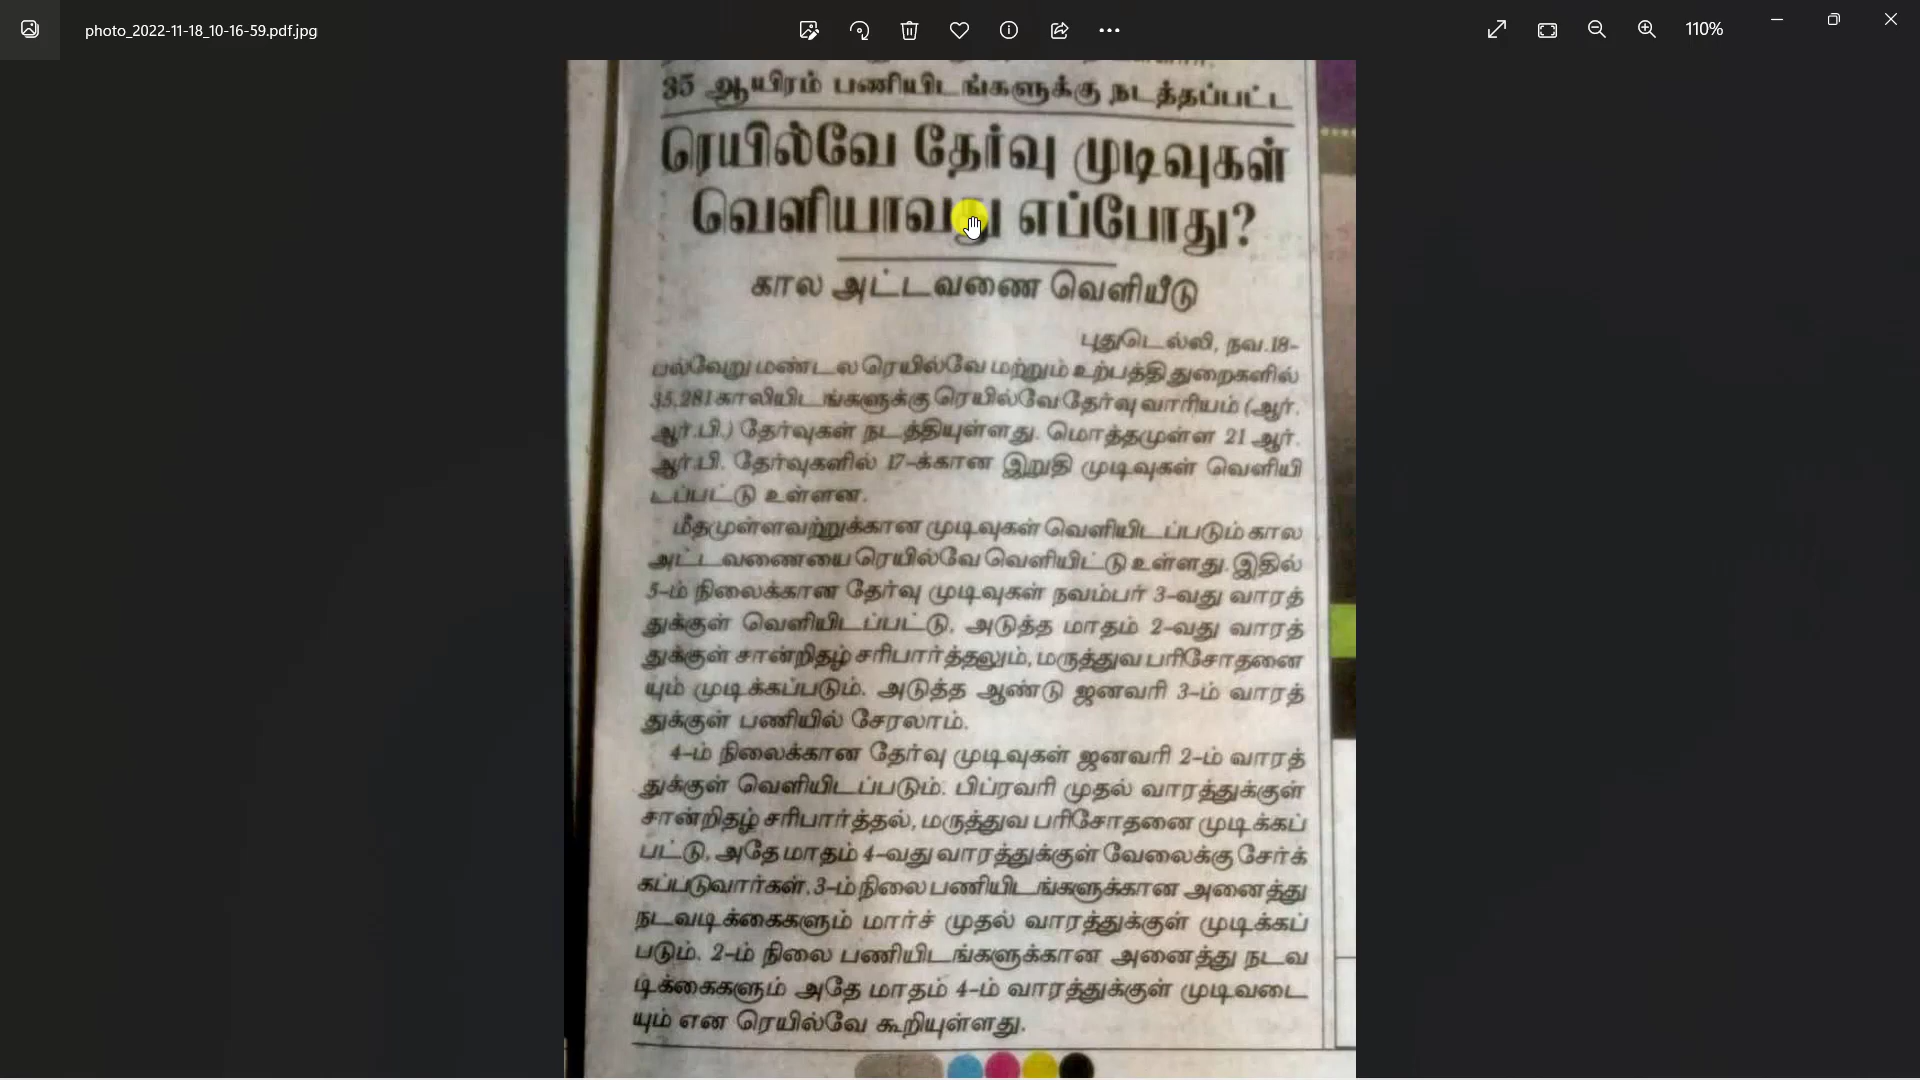 photo_2022-11-18_10-16-59.pdf.jpg
110%
35 ஆயிரம் பணியிடங்களுக்கு நடத்தப்பட்ட
ரெயில்வே தேர்வு முடிவுகள்
வெளியாவது எப்போது?
கால அட்டவணை வெளியீடு
புதுடெல்லி, நவ.18-
பல்வேறு மண்டல ரெயில்வே மற்றும் உற்பத்தி துறைகளில்
35,281 காலியிடங்களுக்கு ரெயில்வே தேர்வு வாரியம் (ஆர்.
ஆர்.பி.) தேர்வுகள் நடத்தியுள்ளது. மொத்தமுள்ள 21 ஆர்.
ஆர்.பி. தேர்வுகளில் 17-க்கான இறுதி முடிவுகள் வெளியி
டப்பட்டு உள்ளன.
மீதமுள்ளவற்றுக்கான முடிவுகள் வெளியிடப்படும் கால
அட்டவணையை ரெயில்வே வெளியிட்டு உள்ளது. இதில்
5-ம் நிலைக்கான தேர்வு முடிவுகள் நவம்பர் 3-வது வாரத்
துக்குள் வெளியிடப்பட்டு, அடுத்த மாதம் 2-வது வாரத்
துக்குள் சான்றிதழ் சரிபார்த்தலும், மருத்துவ பரிசோதனை
யும் முடிக்கப்படும். அடுத்த ஆண்டு ஜனவரி 3-ம் வாரத்
துக்குள் பணியில் சேரலாம்.
4-ம் நிலைக்கான தேர்வு முடிவுகள் ஜனவரி 2-ம் வாரத்
துக்குள் வெளியிடப்படும். பிப்ரவரி முதல் வாரத்துக்குள்
சான்றிதழ் சரிபார்த்தல், மருத்துவ பரிசோதனை முடிக்கப்
பட்டு, அதே மாதம் 4-வது வாரத்துக்குள் வேலைக்கு சேர்க்
கப்படுவார்கள். 3-ம் நிலை பணியிடங்களுக்கான அனைத்து
நடவடிக்கைகளும் மார்ச் முதல் வாரத்துக்குள் முடிக்கப்
படும். 2-ம் நிலை பணியிடங்களுக்கான அனைத்து நடவ
டிக்கைகளும் அதே மாதம் 4-ம் வாரத்துக்குள் முடிவடை
யும் என ரெயில்வே கூறியுள்ளது.